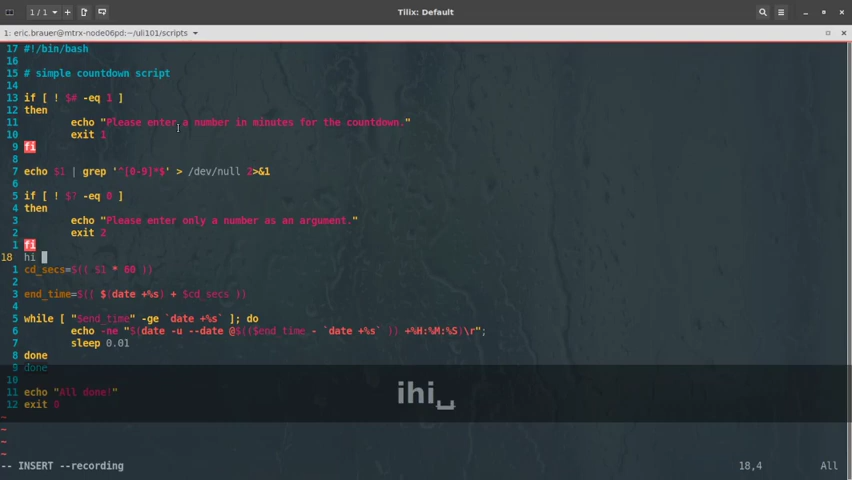 1 / 1
Tilix: Default
1: eric.brauer@mtrx-node06pd:~/uli101/scripts
17 #!/bin/bash
16
15 # simple countdown script
14
13 if [ ! $# -eq 1 ]
12 then
11 echo "Please enter a number in minutes for the countdown."
10 exit 1
9 fi
8
7 echo $1 | grep '^[0-9]*$' > /dev/null 2>&1
6
5 if [ ! $? -eq 0 ]
4 then
3 echo "Please enter only a number as an argument."
2 exit 2
1 fi
18 hi
1 cd_secs=$(( $1 * 60 ))
2
3 end_time=$(( $(date +%s) + $cd_secs ))
4
5 while [ "$end_time" -ge `date +%s` ]; do
6 echo -ne "$(date -u --date @$(($end_time - `date +%s` )) +%H:%M:%S)\r";
7 sleep 0.01
8 done
9 done
10
11 echo "All done!"
12 exit 0
~
~
~
~
ihi␣
-- INSERT --recording
18,4
All